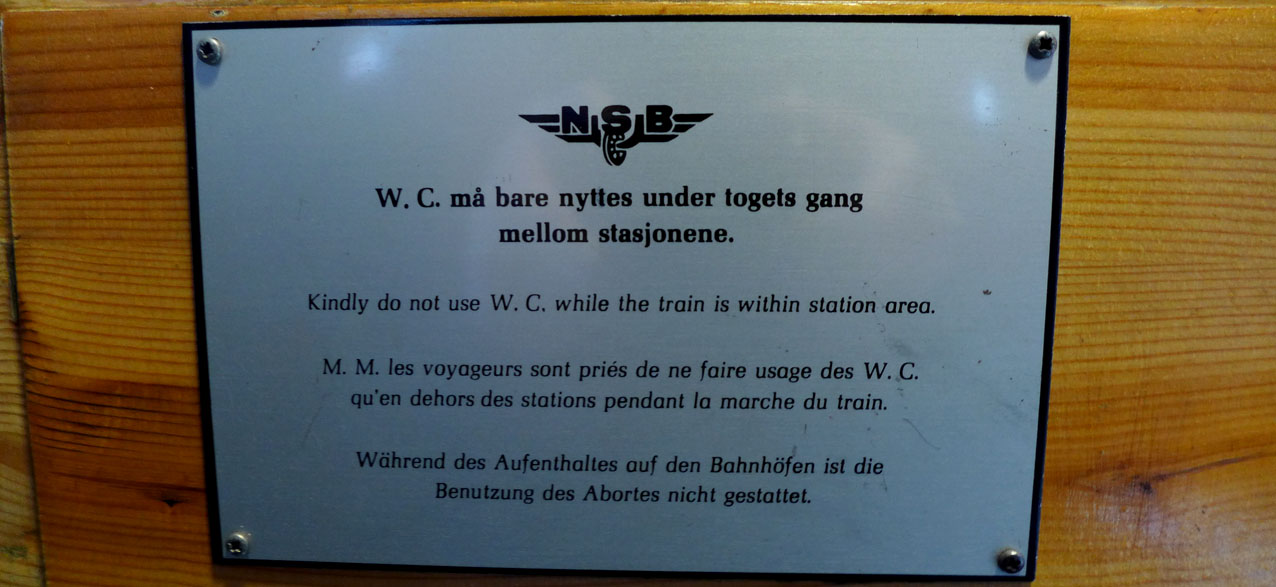 NSB
W. C. må bare nyttes under togets gang
mellom stasjonene.
Kindly do not use W. C. while the train is within station area.
M. M. les voyageurs sont priés de ne faire usage des W. C.
qu'en dehors des stations pendant la marche du train.
Während des Aufenthaltes auf den Bahnhöfen ist die
Benutzung des Abortes nicht gestattet.